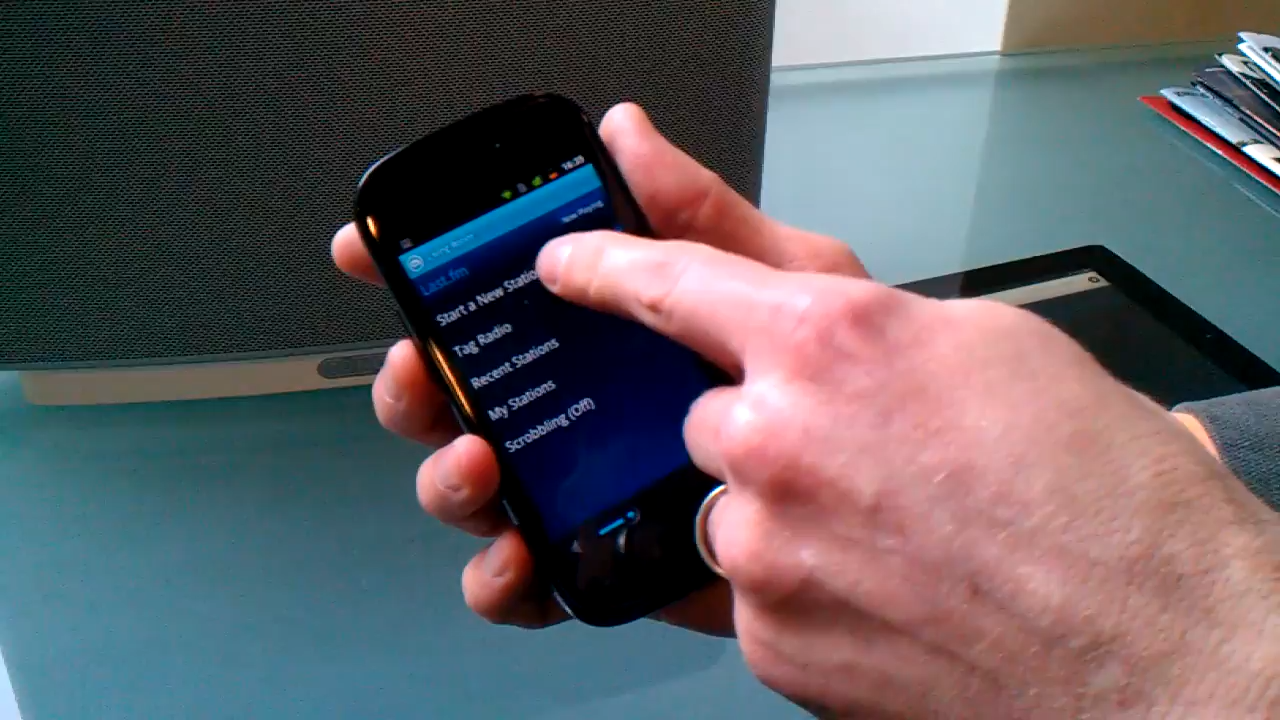 Now Playing
Last.fm
Start a New Station
Tag Radio
Recent Stations
My Stations
Scrobbling (Off)